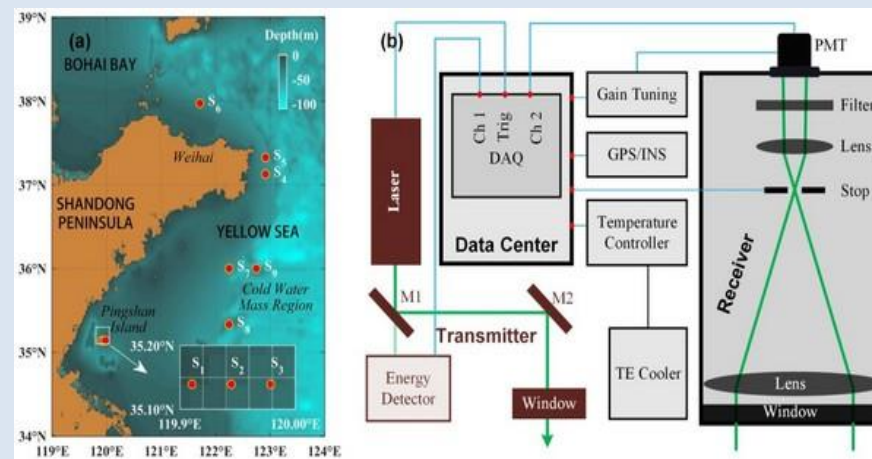 (a)
Depth(m)
0
-50
-100
BOHAI BAY
S6
Weihai
S5
S4
SHANDONG
PENINSULA
YELLOW SEA
S7
S9
Cold Water
Mass Region
S8
Pingshan
Island
35.20°N
S1
S2
S3
35.10°N
119.9°E
120.00°E
39°N
38°N
37°N
36°N
35°N
34°N
119°E
120°E
121°E
122°E
123°E
124°E
(b)
Laser
Ch 1
Trig
Ch 2
DAQ
Data Center
Gain Tuning
GPS/INS
Temperature
Controller
TE Cooler
M1
M2
Transmitter
Energy
Detector
Window
PMT
Filter
Lens
Stop
Receiver
Lens
Window